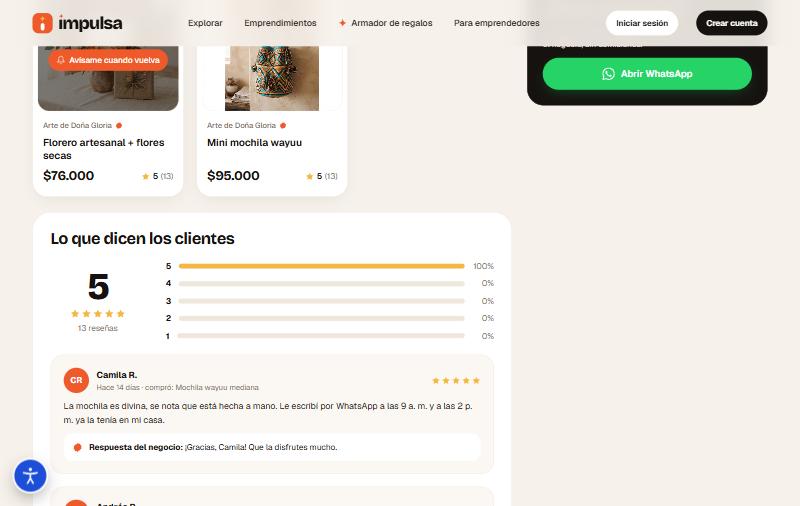 impulsa
Explorar
Emprendimientos
Armador de regalos
Para emprendedores
Iniciar sesión
Crear cuenta
Avísame cuando vuelva
Abrir WhatsApp
Arte de Doña Gloria
Florero artesanal + flores
secas
$76.000
5 (13)
Arte de Doña Gloria
Mini mochila wayuu
$95.000
5 (13)
Lo que dicen los clientes
5
13 reseñas
5 100%
4 0%
3 0%
2 0%
1 0%
CR
Camila R.
Hace 14 días · compró: Mochila wayuu mediana
La mochila es divina, se nota que está hecha a mano. Le escribí por WhatsApp a las 9 a. m. y a las 2 p.
m. ya la tenía en mi casa.
Respuesta del negocio: ¡Gracias, Camila! Que la disfrutes mucho.